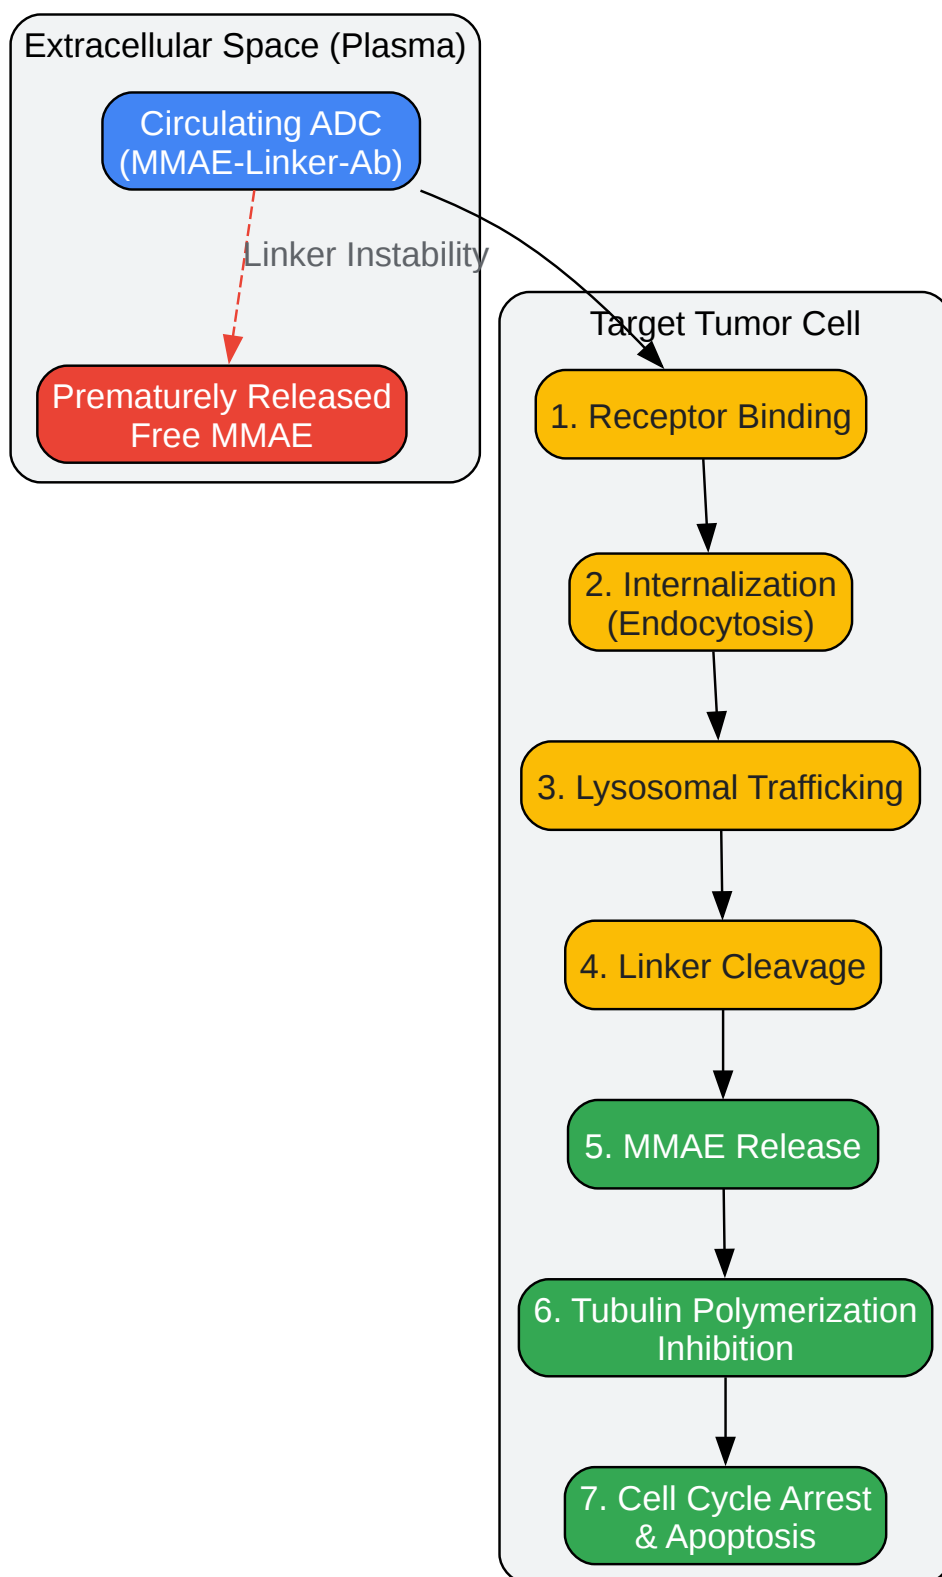 Extracellular Space (Plasma)
Circulating ADC
(MMAE-Linker-Ab)
Linker Instability
Prematurely Released
Free MMAE
Target Tumor Cell
1. Receptor Binding
2. Internalization
(Endocytosis)
3. Lysosomal Trafficking
4. Linker Cleavage
5. MMAE Release
6. Tubulin Polymerization
Inhibition
7. Cell Cycle Arrest
& Apoptosis